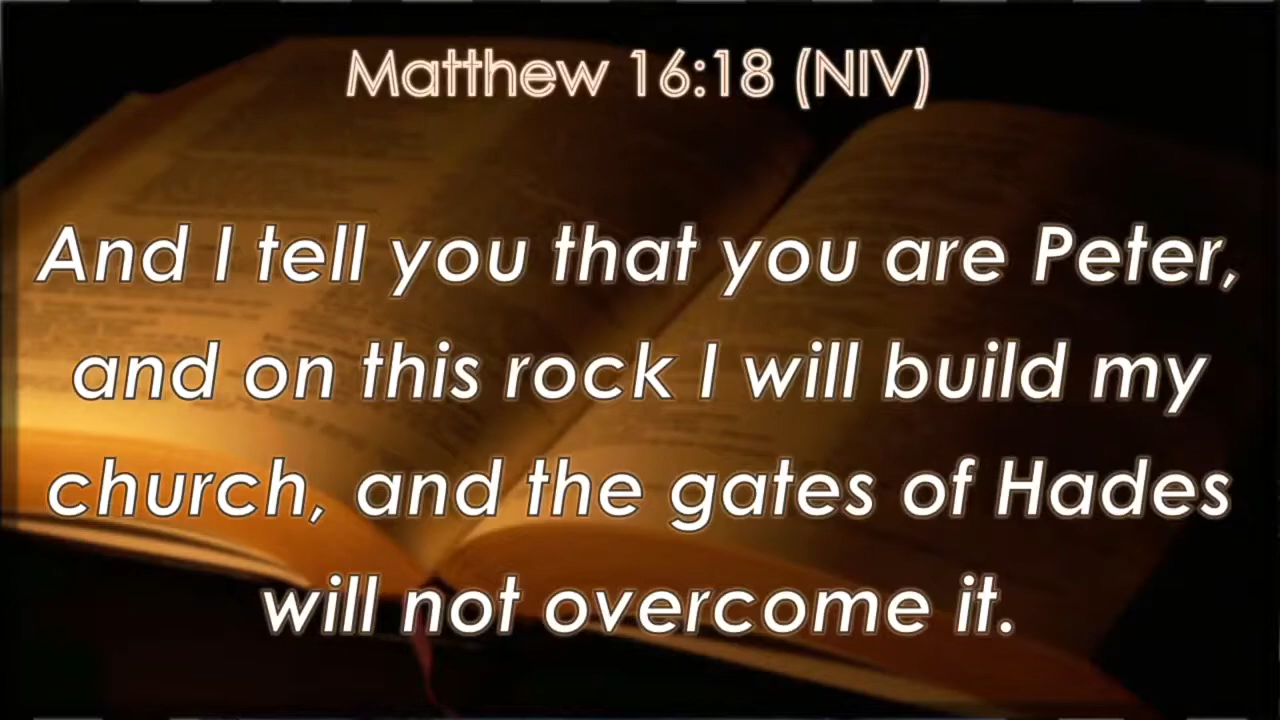 Matthew 16:18 (NIV)
And I tell you that you are Peter,
and on this rock I will build my
church, and the gates of Hades
will not overcome it.